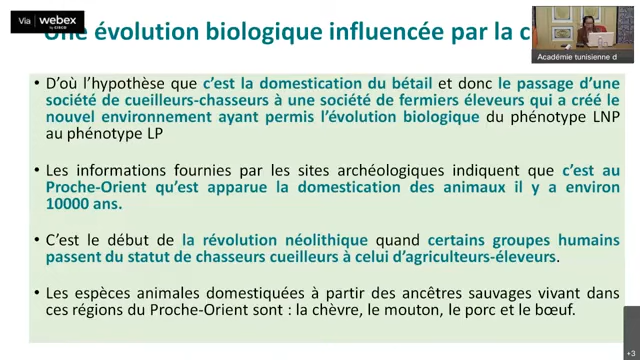 Via webex
by CISCO
Une évolution biologique influencée par la c
Académie tunisienne d
• D'où l'hypothèse que c'est la domestication du bétail et donc le passage d'une
société de cueilleurs-chasseurs à une société de fermiers éleveurs qui a créé le
nouvel environnement ayant permis l'évolution biologique du phénotype LNP
au phénotype LP
• Les informations fournies par les sites archéologiques indiquent que c'est au
Proche-Orient qu'est apparue la domestication des animaux il y a environ
10000 ans.
• C'est le début de la révolution néolithique quand certains groupes humains
passent du statut de chasseurs cueilleurs à celui d'agriculteurs-éleveurs.
• Les espèces animales domestiquées à partir des ancêtres sauvages vivant dans
ces régions du Proche-Orient sont : la chèvre, le mouton, le porc et le bœuf.
+3